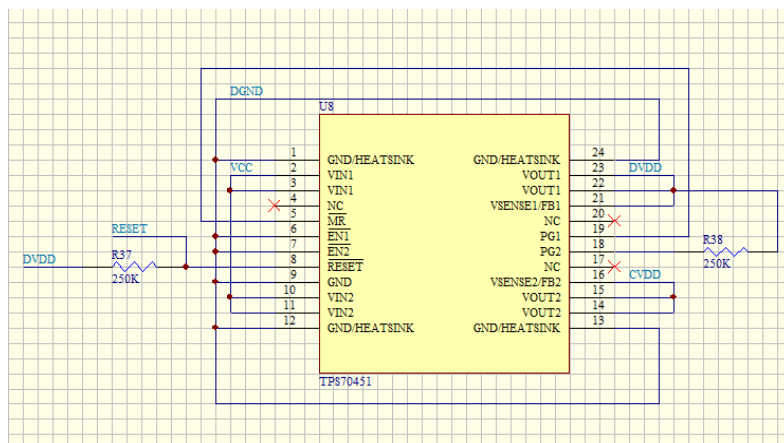 DGND
U8
1 GND/HEATSINK GND/HEATSINK 24
VCC 2 VIN1 VOUT1 23 DVDD
3 VIN1 VOUT1 22
4 NC VSENSE1/FB1 21
5 MR NC 20
RESET 6 EN1 PG1 19
7 EN2 PG2 18 R38
DVDD R37 8 RESET NC 17 250K
250K 9 GND VSENSE2/FB2 16 CVDD
10 VIN2 VOUT2 15
11 VIN2 VOUT2 14
12 GND/HEATSINK GND/HEATSINK 13
TPS70451